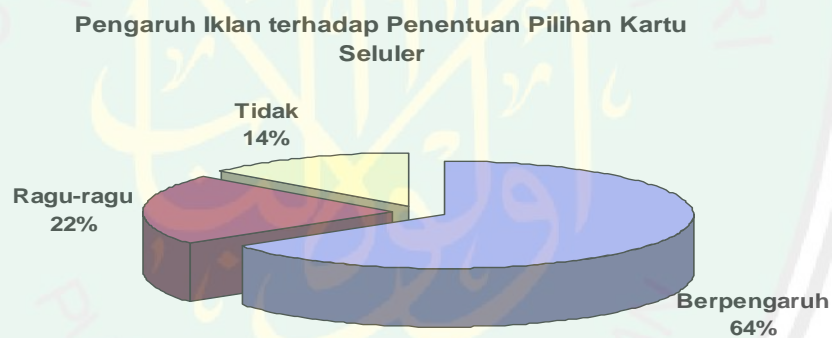 Pengaruh Iklan terhadap Penentuan Pilihan Kartu
Seluler
Tidak
14%
Ragu-ragu
22%
Berpengaruh
64%